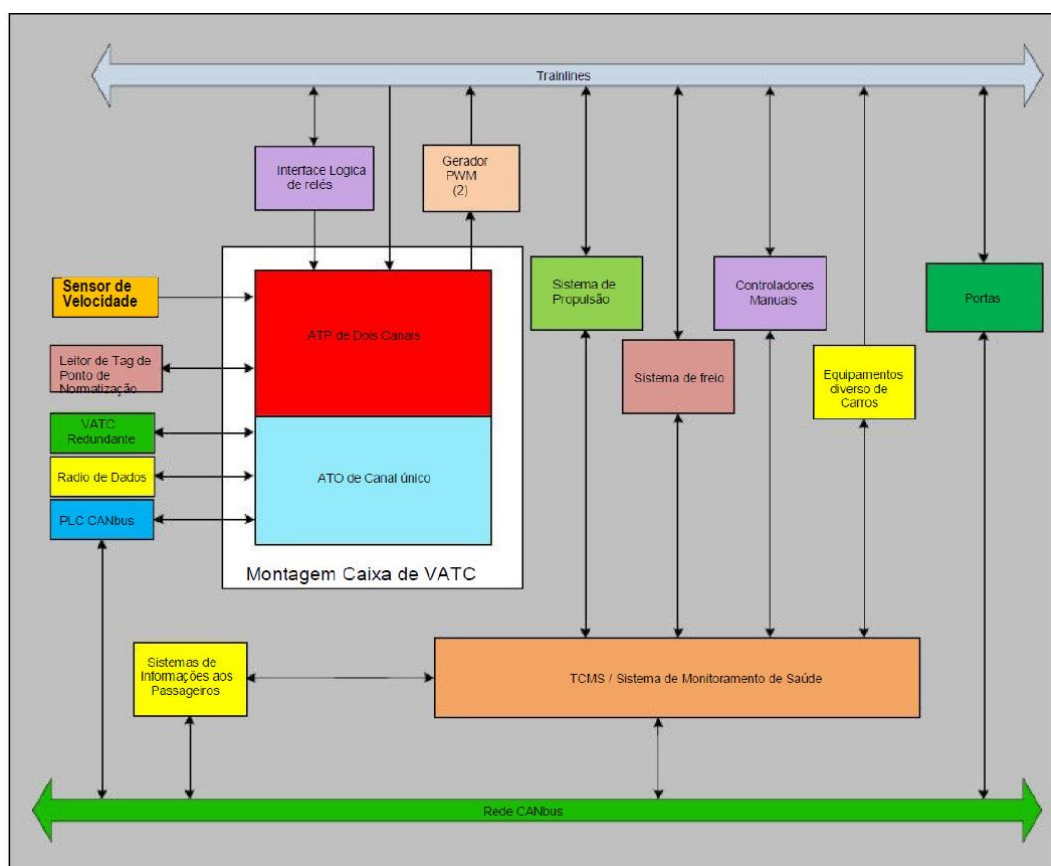 Trainlines
Interface Logica
de relés
Gerador
PWM
(2)
Sensor de
Velocidade
ATP de Dois Canais
Sistema de
Propulsão
Controladores
Manuais
Portas
Leitor de Tag de
Ponto de
Normatização
Sistema de freio
Equipamentos
diverso de
Carros
VATC
Redundante
Radio de Dados
ATO de Canal único
PLC CANbus
Montagem Caixa de VATC
Sistemas de
Informações aos
Passageiros
TCMS / Sistema de Monitoramento de Saúde
Rede CANbus